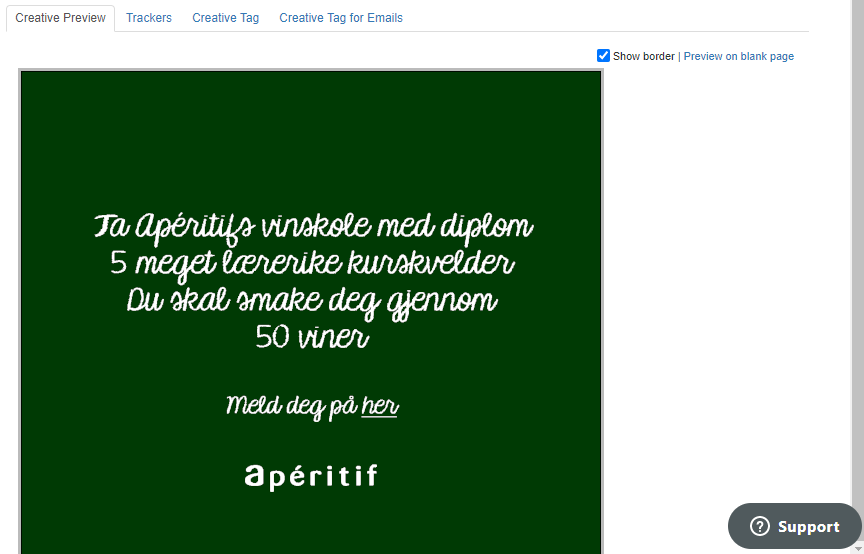 Creative Preview Trackers Creative Tag Creative Tag for Emails
Show border | Preview on blank page
Ta Apéritifs vinskole med diplom
5 meget lærerike kurskvelder
Du skal smake deg gjennom
50 viner
Meld deg på her
apéritif
Support